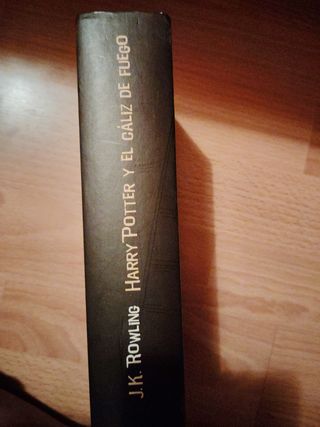 J.K. ROWLING HARRY POTTER Y EL CÁLIZ DE FUEGO